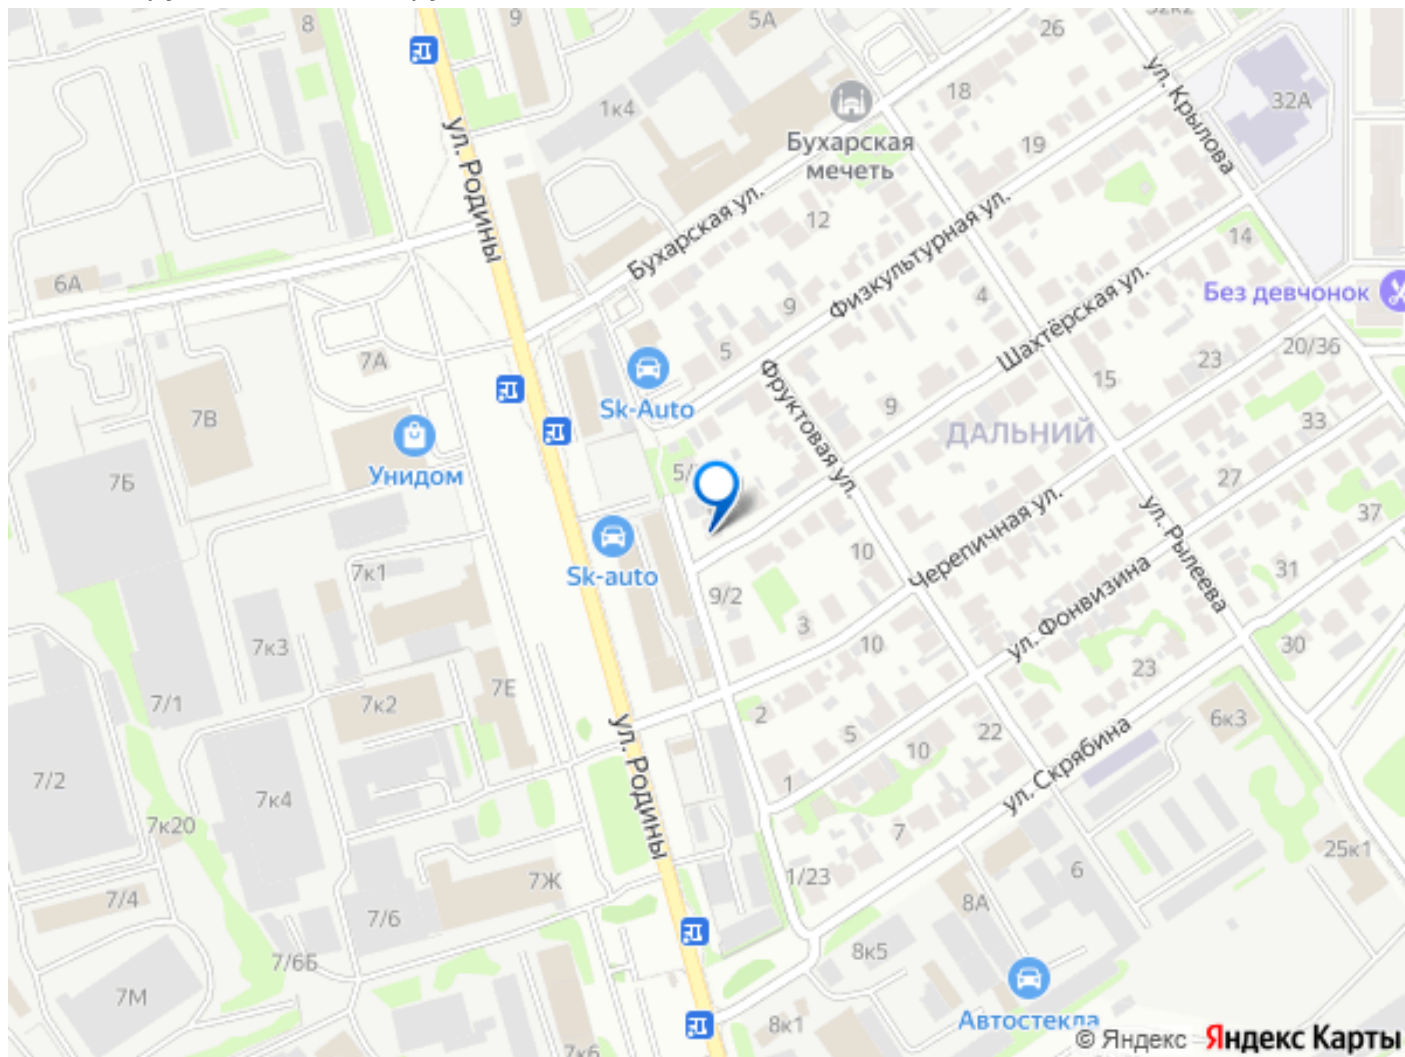 8
9
5А
26
ул. Крылова
32А
18
1к4
Бухарская
мечеть
19
ул. Родины
Бухарская ул.
12
Физкультурная ул.
14
6А
4
Без девчонок
9
Шахтёрская ул.
7А
5
20/36
23
Фруктовая ул.
15
Sk-Auto
9
7В
33
ДАЛЬНИЙ
Унидом
7Б
5/
27
Черепичная ул.
ул. Рылеева
37
Sk-auto
7к1
10
ул. Фонвизина
31
9/2
3
7к3
10
30
23
7Е
7/1
7к2
2
6к3
22
ул. Родины
5
10
ул. Скрябина
7/2
1
7к4
7к20
7
25к1
7Ж
1/23
6
7/4
8А
7/6
8к5
7/6Б
7М
Автостекла
8к1
7к6
© Яндекс Яндекс Карты